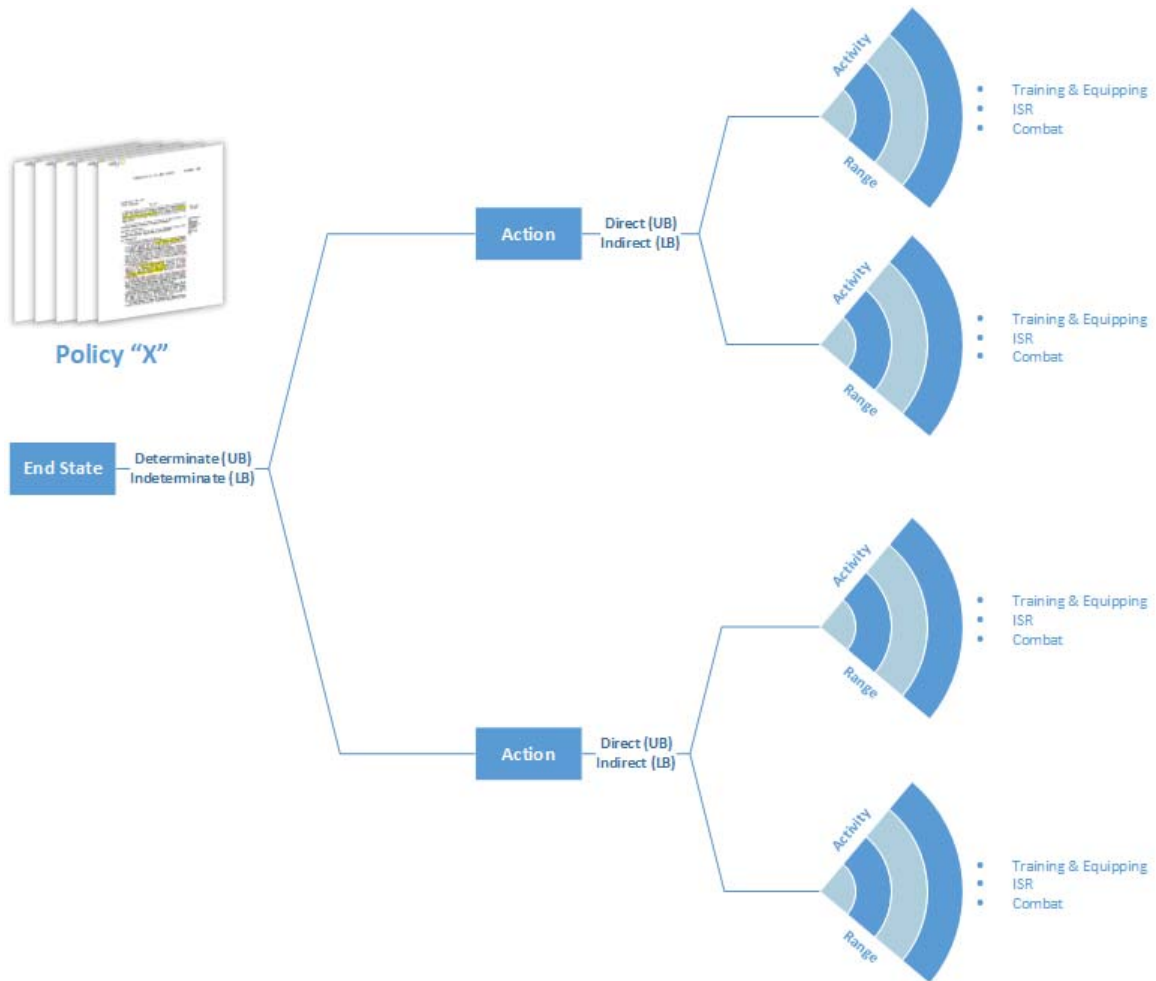 Policy “X”
End State
Determinate (UB)
Indeterminate (LB)
Action
Direct (UB)
Indirect (LB)
Activity
Range
• Training & Equipping
• ISR
• Combat
Activity
Range
• Training & Equipping
• ISR
• Combat
Action
Direct (UB)
Indirect (LB)
Activity
Range
• Training & Equipping
• ISR
• Combat
Activity
Range
• Training & Equipping
• ISR
• Combat